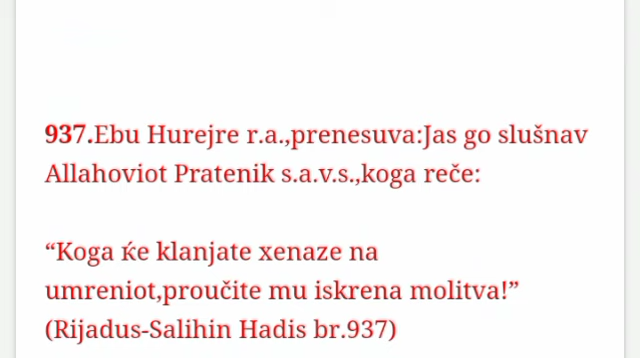 937.Ebu Hurejre r.a.,prenesuva:Jas go slušnav
Allahoviot Pratenik s.a.v.s.,koga reče:
“Koga ќe klanjate xenaze na
umreniot,proučite mu iskrena molitva!”
(Rijadus-Salihin Hadis br.937)